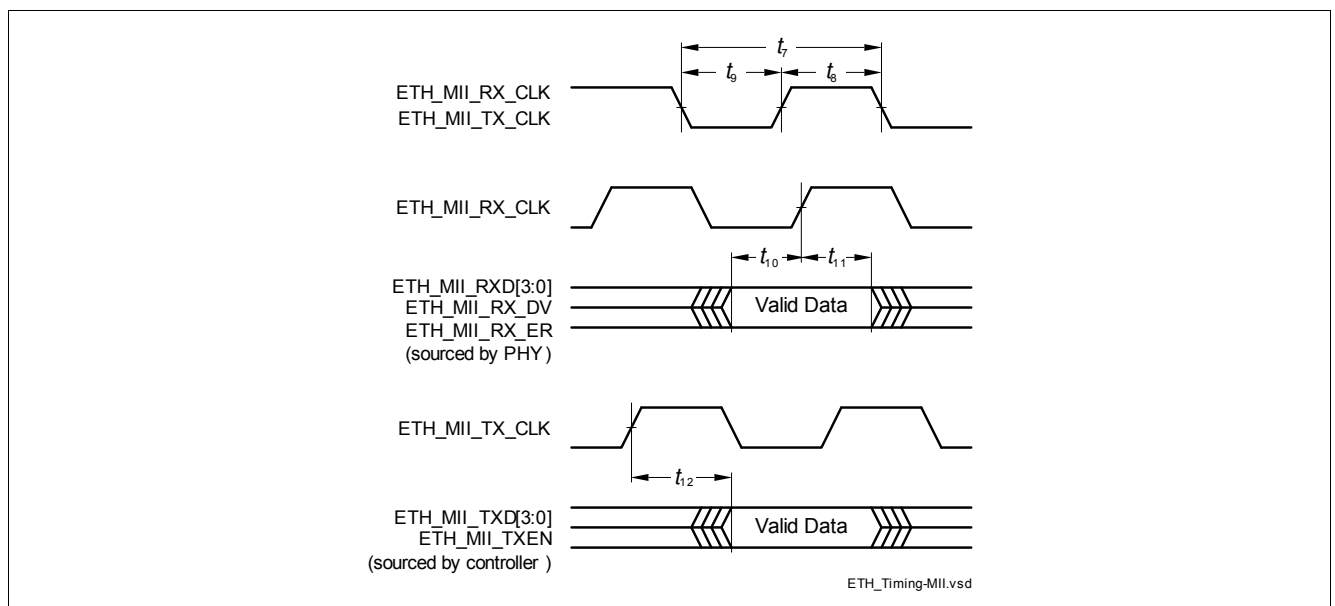 t7
t9
t8
ETH_MII_RX_CLK
ETH_MII_TX_CLK
ETH_MII_RX_CLK
t10
t11
ETH_MII_RXD[3:0]
ETH_MII_RX_DV
ETH_MII_RX_ER
(sourced by PHY )
Valid Data
ETH_MII_TX_CLK
t12
ETH_MII_TXD[3:0]
ETH_MII_TXEN
(sourced by controller )
Valid Data
ETH_Timing-MII.vsd